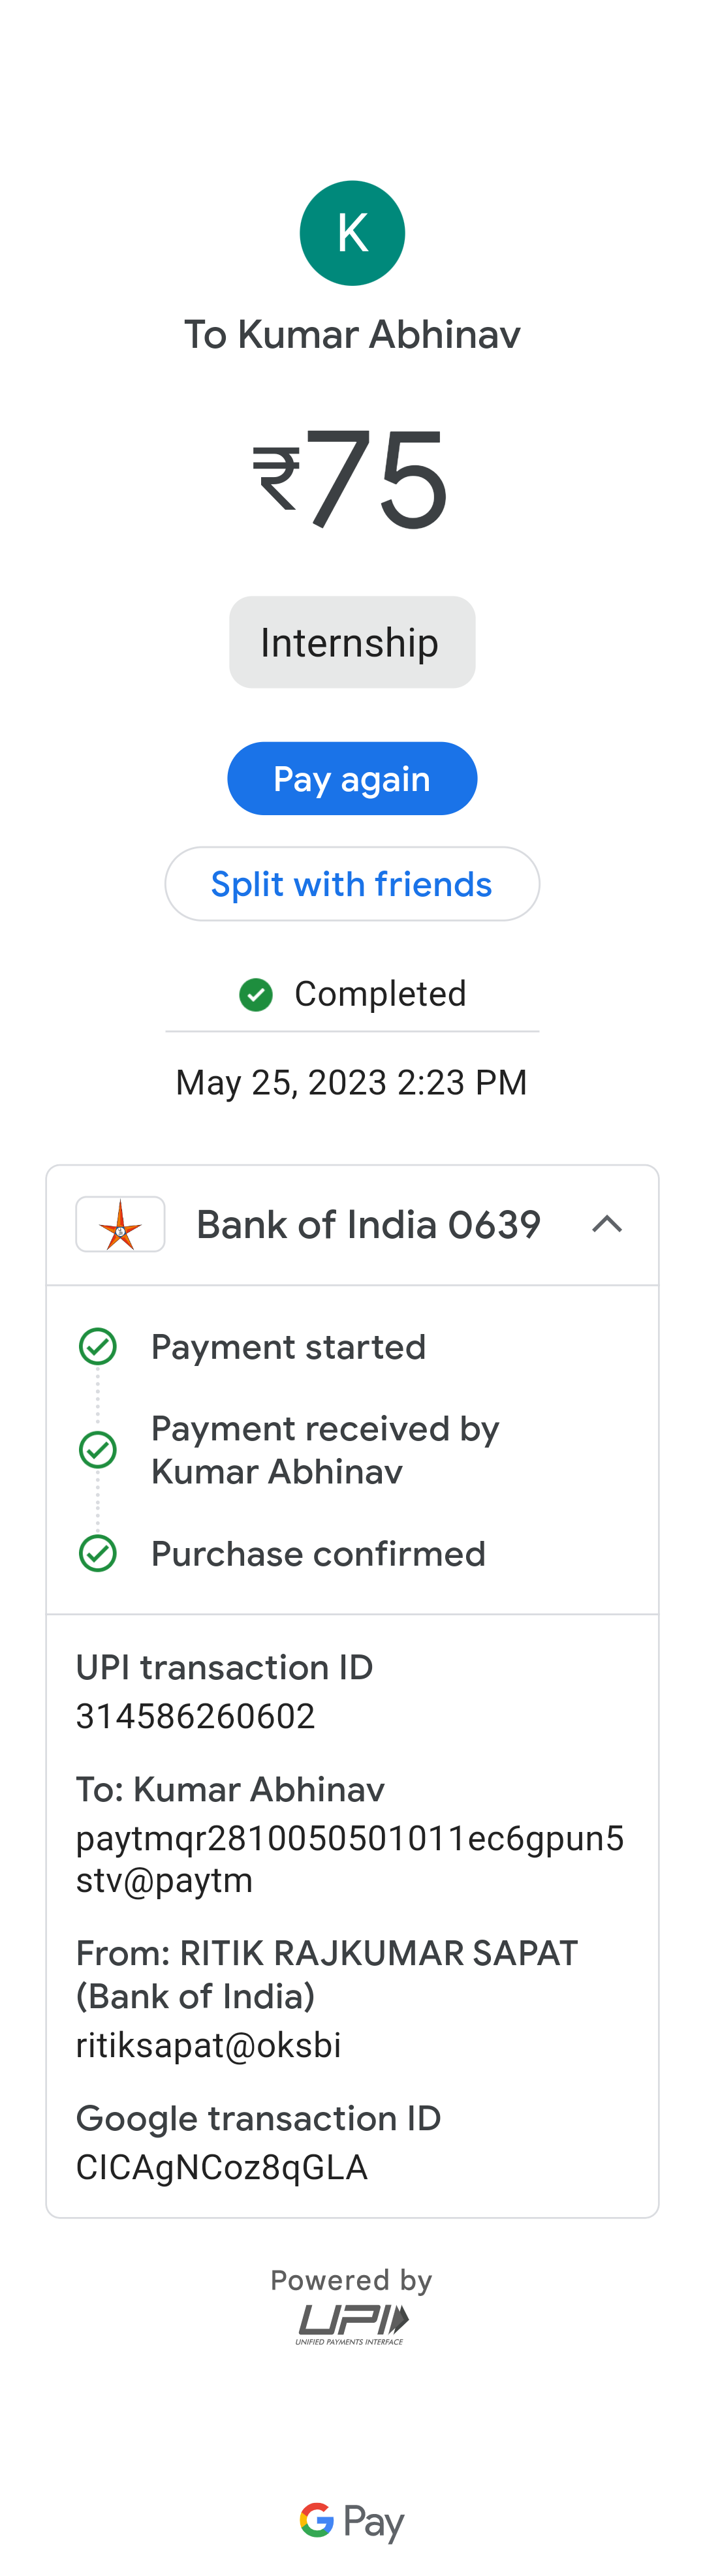 K
To Kumar Abhinav
₹75
Internship
Pay again
Split with friends
Completed
May 25, 2023 2:23 PM
Bank of India 0639
Payment started
Payment received by
Kumar Abhinav
Purchase confirmed
UPI transaction ID
314586260602
To: Kumar Abhinav
paytmqr2810050501011ec6gpun5
stv@paytm
From: RITIK RAJKUMAR SAPAT
(Bank of India)
ritiksapat@oksbi
Google transaction ID
CICAgNCoz8qGLA
Powered by
UPI
UNIFIED PAYMENTS INTERFACE
G Pay